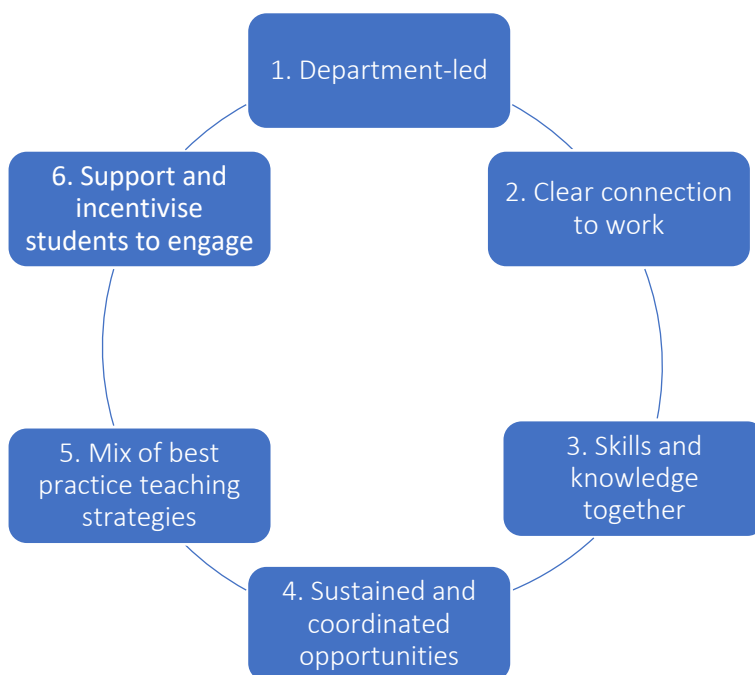 1. Department-led
2. Clear connection
to work
3. Skills and
knowledge
together
4. Sustained and
coordinated
opportunities
5. Mix of best
practice teaching
strategies
6. Support and
incentivise
students to engage